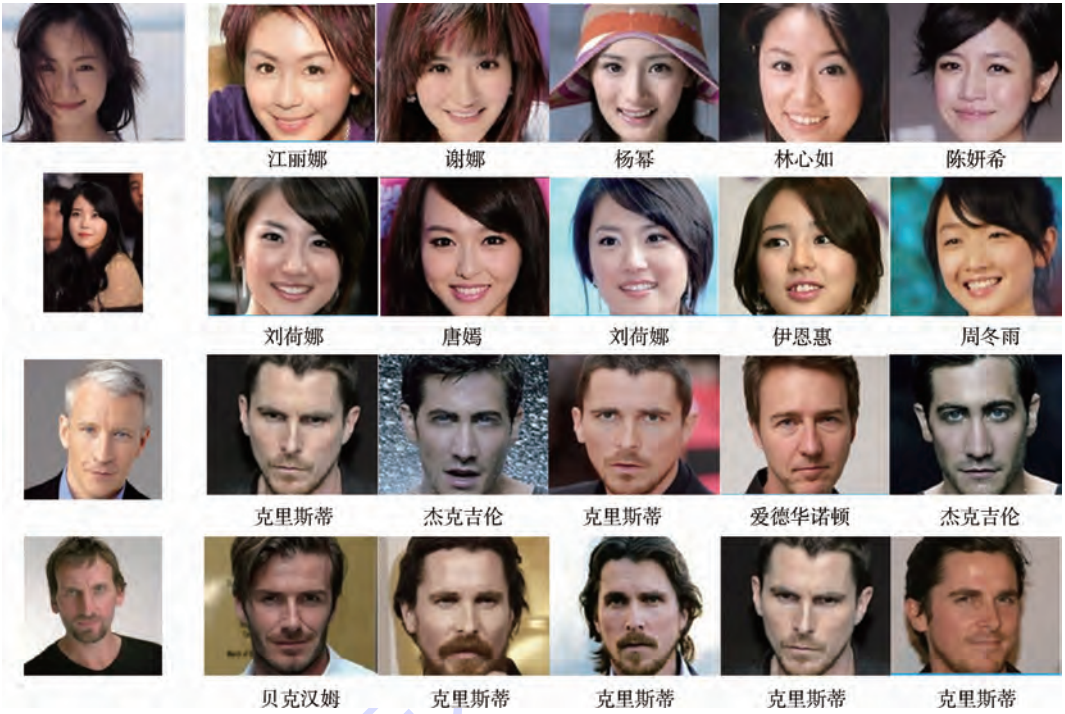 江丽娜 谢娜 杨幂 林心如 陈妍希
刘荷娜 唐嫣 刘荷娜 伊恩惠 周冬雨
克里斯蒂 杰克吉伦 克里斯蒂 爱德华诺顿 杰克吉伦
贝克汉姆 克里斯蒂 克里斯蒂 克里斯蒂 克里斯蒂